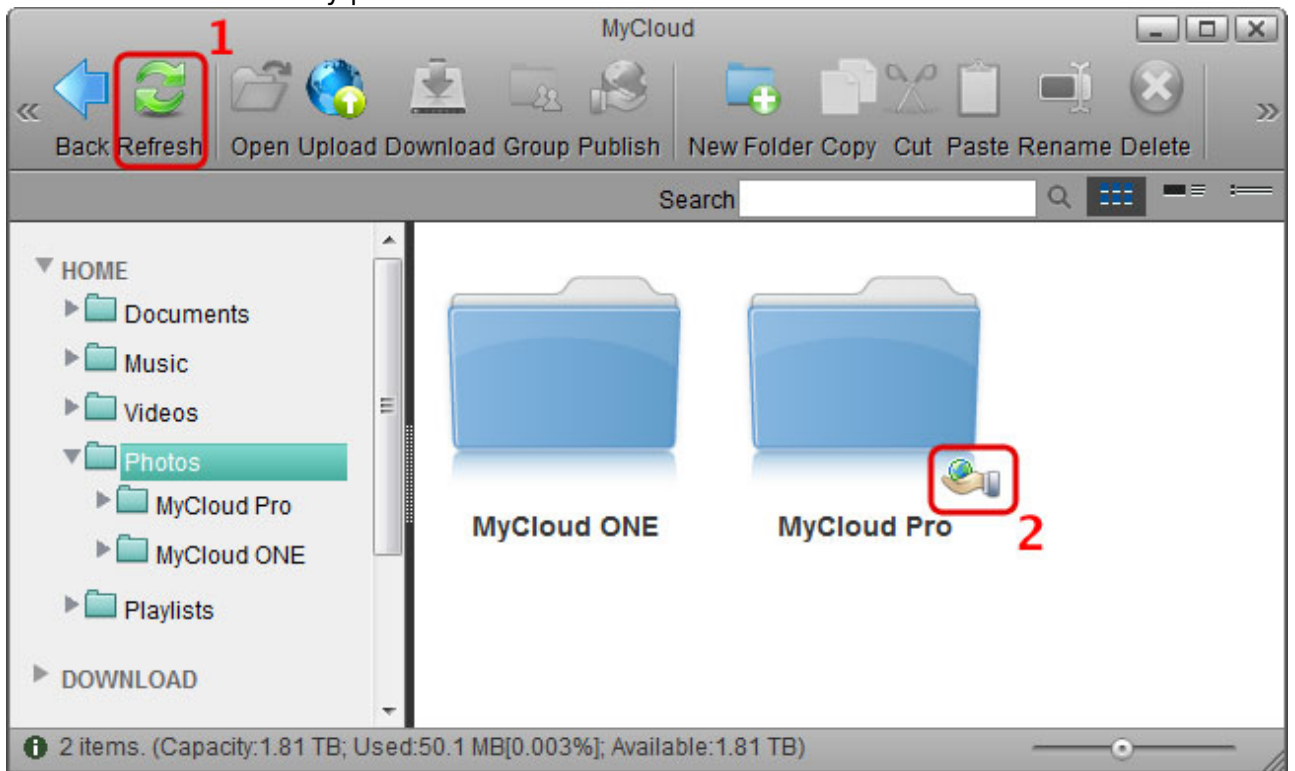 MyCloud
1
Back Refresh Open Upload Download Group Publish New Folder Copy Cut Paste Rename Delete
Search
HOME
Documents
Music
Videos
Photos
MyCloud Pro
MyCloud ONE
Playlists
DOWNLOAD
MyCloud ONE
MyCloud Pro
2
2 items. (Capacity:1.81 TB; Used:50.1 MB[0.003%]; Available:1.81 TB)